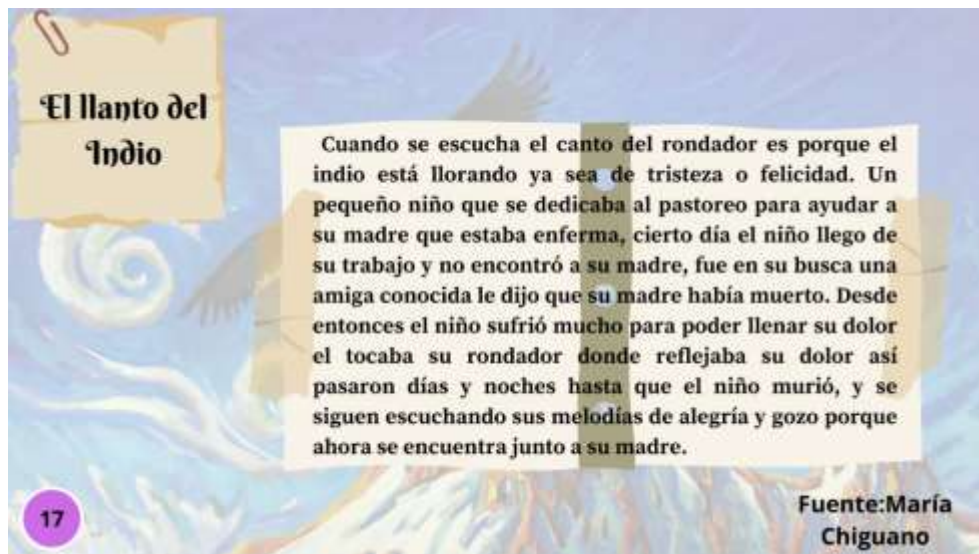 El llanto del
Indio
Cuando se escucha el canto del rondador es porque el
indio está llorando ya sea de tristeza o felicidad. Un
pequeño niño que se dedicaba al pastoreo para ayudar a
su madre que estaba enferma, cierto día el niño llego de
su trabajo y no encontró a su madre, fue en su busca una
amiga conocida le dijo que su madre había muerto. Desde
entonces el niño sufrió mucho para poder llenar su dolor
el tocaba su rondador donde reflejaba su dolor así
pasaron días y noches hasta que el niño murió, y se
siguen escuchando sus melodías de alegría y gozo porque
ahora se encuentra junto a su madre.
17
Fuente:María
Chiguano